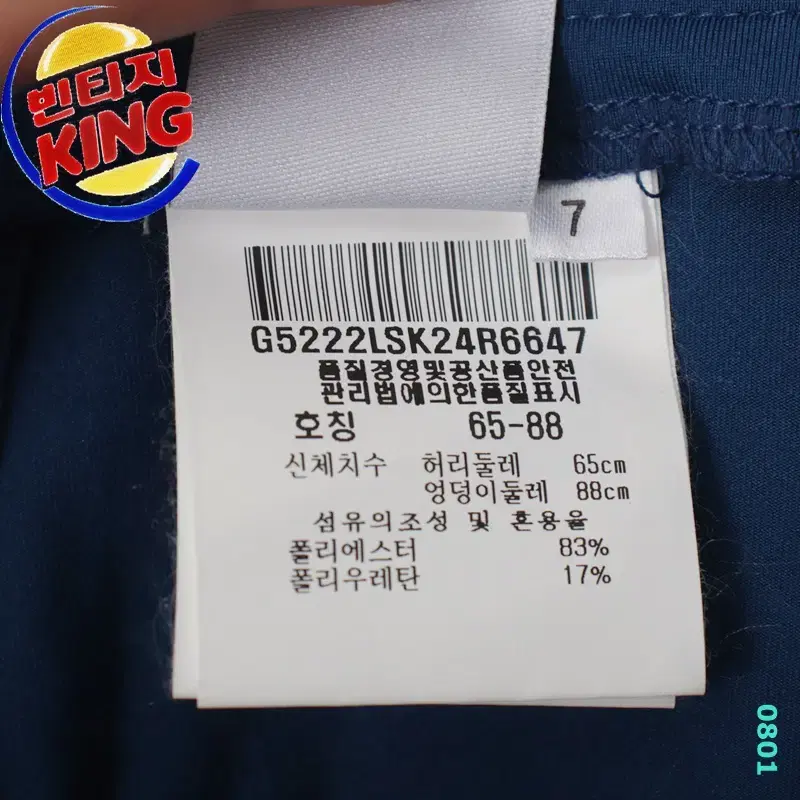 빈티지
KING
7
G5222LSK24R6647
품질경영및공산품안전
관리법에의한품질표시
호칭 65-88
신체치수 허리둘레 65cm
엉덩이둘레 88cm
섬유의조성 및 혼용율
폴리에스터 83%
폴리우레탄 17%
0801